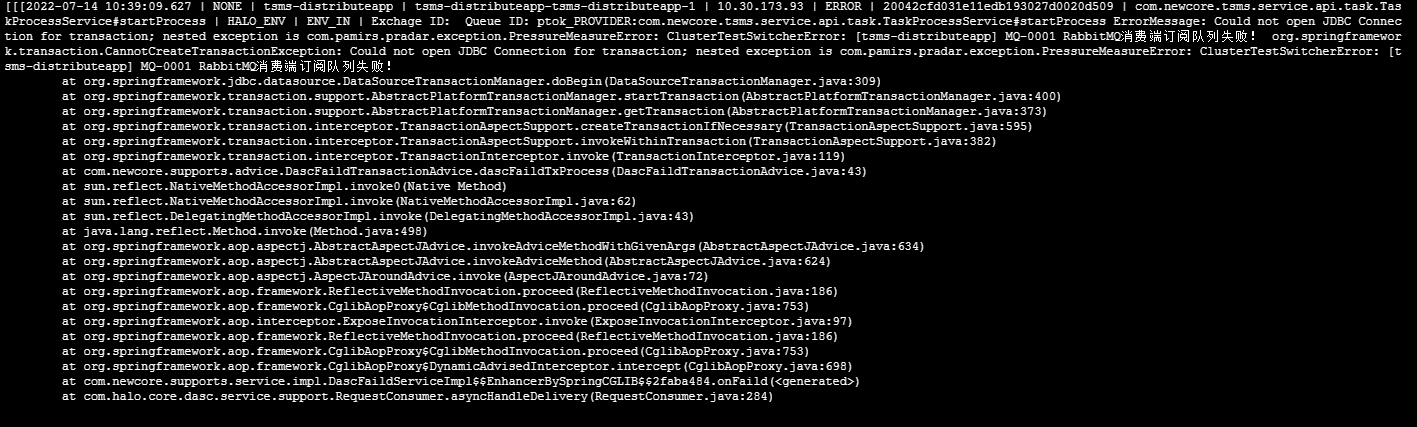 [[[2022-07-14 10:39:09.627 | NONE | tsms-distributeapp | tsms-distributeapp-tsms-distributeapp-1 | 10.30.173.93 | ERROR | 20042cfd031e11edb193027d0020d509 | com.newcore.tsms.service.api.task.Tas
kProcessService#startProcess | HALO_ENV | ENV_IN | Exchage ID:  Queue ID: ptok_PROVIDER:com.newcore.tsms.service.api.task.TaskProcessService#startProcess ErrorMessage: Could not open JDBC Connec
tion for transaction; nested exception is com.pamirs.pradar.exception.PressureMeasureError: ClusterTestSwitcherError: [tsms-distributeapp] MQ-0001 RabbitMQ消费端订阅队列失败!  org.springframewor
k.transaction.CannotCreateTransactionException: Could not open JDBC Connection for transaction; nested exception is com.pamirs.pradar.exception.PressureMeasureError: ClusterTestSwitcherError: [t
sms-distributeapp] MQ-0001 RabbitMQ消费端订阅队列失败!
at org.springframework.jdbc.datasource.DataSourceTransactionManager.doBegin(DataSourceTransactionManager.java:309)
at org.springframework.transaction.support.AbstractPlatformTransactionManager.startTransaction(AbstractPlatformTransactionManager.java:400)
at org.springframework.transaction.support.AbstractPlatformTransactionManager.getTransaction(AbstractPlatformTransactionManager.java:373)
at org.springframework.transaction.interceptor.TransactionAspectSupport.createTransactionIfNecessary(TransactionAspectSupport.java:595)
at org.springframework.transaction.interceptor.TransactionAspectSupport.invokeWithinTransaction(TransactionAspectSupport.java:382)
at org.springframework.transaction.interceptor.TransactionInterceptor.invoke(TransactionInterceptor.java:119)
at com.newcore.supports.advice.DascFaildTransactionAdvice.dascFaildTxProcess(DascFaildTransactionAdvice.java:43)
at sun.reflect.NativeMethodAccessorImpl.invoke0(Native Method)
at sun.reflect.NativeMethodAccessorImpl.invoke(NativeMethodAccessorImpl.java:62)
at sun.reflect.DelegatingMethodAccessorImpl.invoke(DelegatingMethodAccessorImpl.java:43)
at java.lang.reflect.Method.invoke(Method.java:498)
at org.springframework.aop.aspectj.AbstractAspectJAdvice.invokeAdviceMethodWithGivenArgs(AbstractAspectJAdvice.java:634)
at org.springframework.aop.aspectj.AbstractAspectJAdvice.invokeAdviceMethod(AbstractAspectJAdvice.java:624)
at org.springframework.aop.aspectj.AspectJAroundAdvice.invoke(AspectJAroundAdvice.java:72)
at org.springframework.aop.framework.ReflectiveMethodInvocation.proceed(ReflectiveMethodInvocation.java:186)
at org.springframework.aop.framework.CglibAopProxy$CglibMethodInvocation.proceed(CglibAopProxy.java:753)
at org.springframework.aop.interceptor.ExposeInvocationInterceptor.invoke(ExposeInvocationInterceptor.java:97)
at org.springframework.aop.framework.ReflectiveMethodInvocation.proceed(ReflectiveMethodInvocation.java:186)
at org.springframework.aop.framework.CglibAopProxy$CglibMethodInvocation.proceed(CglibAopProxy.java:753)
at org.springframework.aop.framework.CglibAopProxy$DynamicAdvisedInterceptor.intercept(CglibAopProxy.java:698)
at com.newcore.supports.service.impl.DascFaildServiceImpl$$EnhancerBySpringCGLIB$$2faba484.onFaild(<generated>)
at com.halo.core.dasc.service.support.RequestConsumer.asyncHandleDelivery(RequestConsumer.java:284)